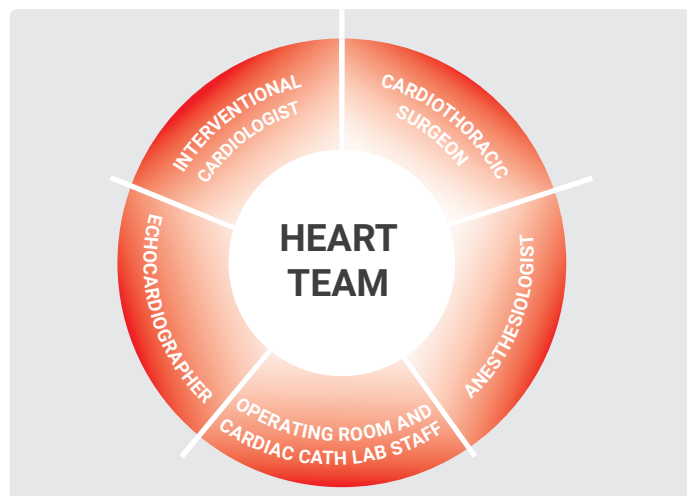 HEART
TEAM
INTERVENTIONAL
CARDIOLOGIST
CARDIOTHORACIC
SURGEON
ANESTHESIOLOGIST
OPERATING ROOM AND
CARDIAC CATH LAB STAFF
ECHOCARDIOGRAPHER